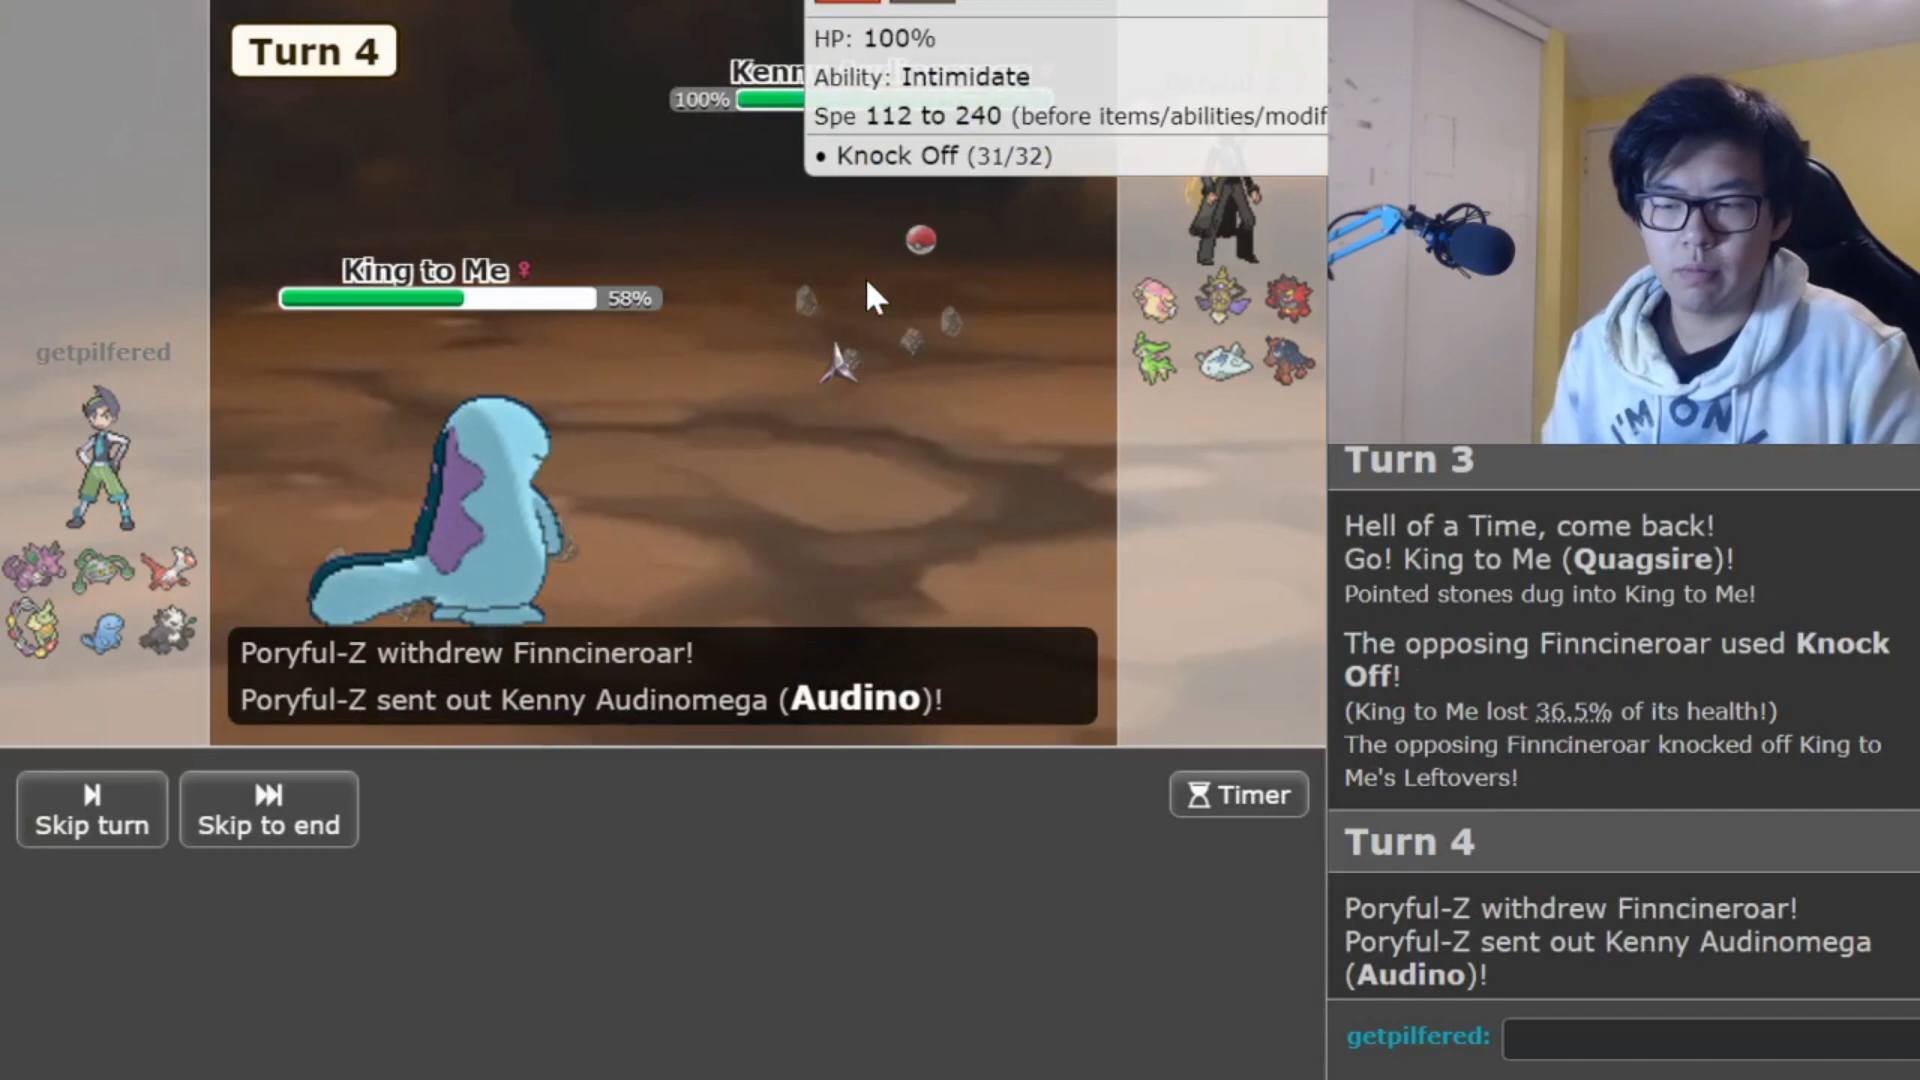 Turn 4
Kenn
100%
HP: 100%
Ability: Intimidate
Spe 112 to 240 (before items/abilities/modif
• Knock Off (31/32)
King to Me ♀
58%
getpilfered
Poryful-Z withdrew Finncineroar!
Poryful-Z sent out Kenny Audinomega (Audino)!
Skip turn
Skip to end
Timer
I'M ON
Turn 3
Hell of a Time, come back!
Go! King to Me (Quagsire)!
Pointed stones dug into King to Me!
The opposing Finncineroar used Knock
Off!
(King to Me lost 36.5% of its health!)
The opposing Finncineroar knocked off King to
Me's Leftovers!
Turn 4
Poryful-Z withdrew Finncineroar!
Poryful-Z sent out Kenny Audinomega
(Audino)!
getpilfered: